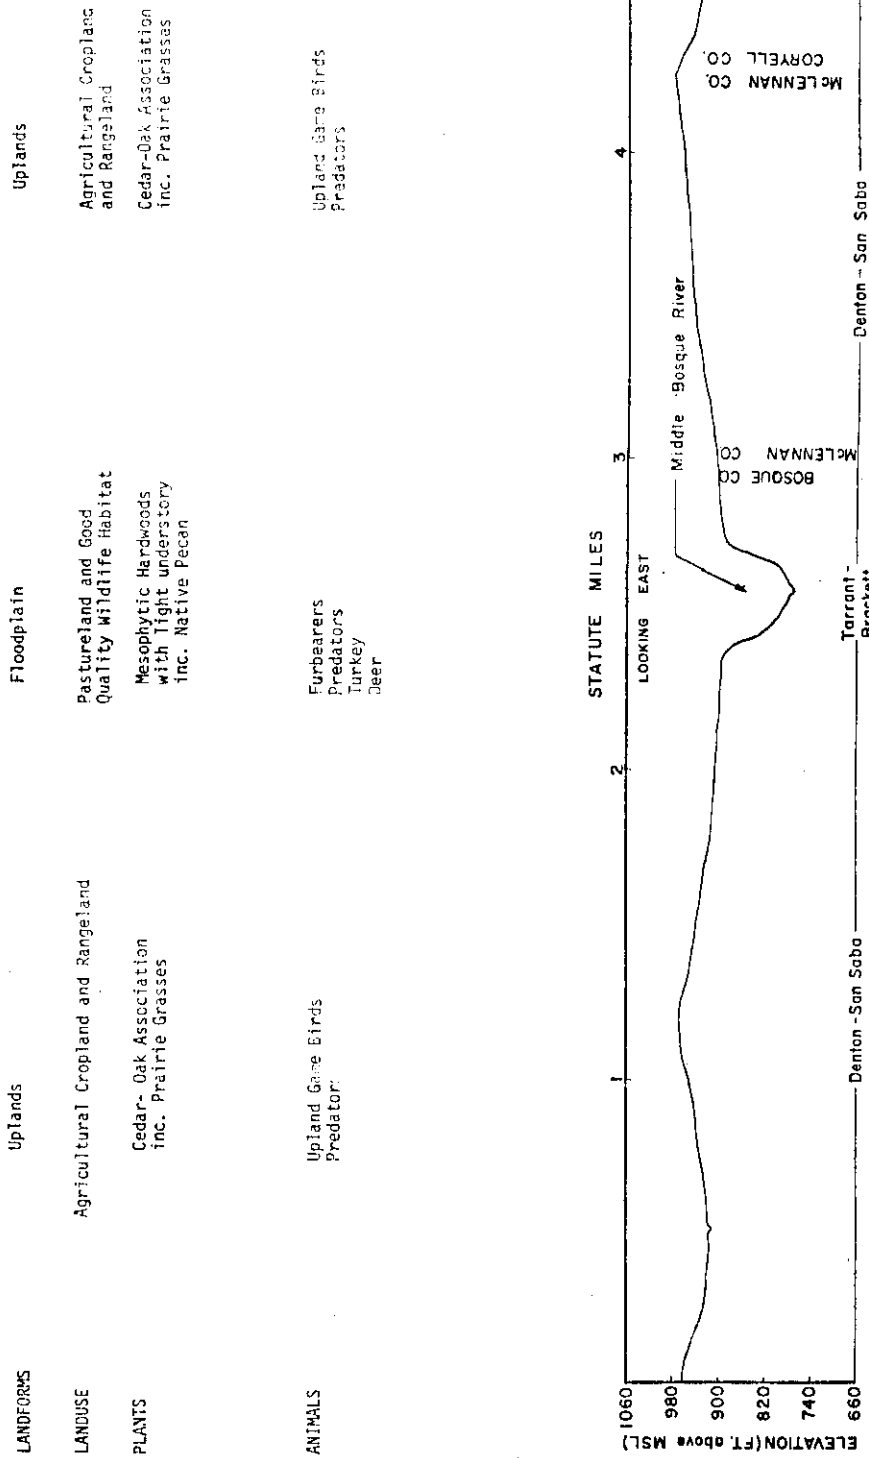 LANDFORMS
Uplands
Floodplain
Uplands
LANDUSE
Agricultural Cropland and Rangeland
Pastureland and Good
Quality Wildlife Habitat
Agricultural Cropland
and Rangeland
PLANTS
Cedar- Oak Association
inc. Prairie Grasses
Mesophytic Hardwoods
with light understory
inc. Native Pecan
Cedar-Oak Association
inc. Prairie Grasses
ANIMALS
Upland Game Birds
Predator
Furbearers
Predators
Turkey
Deer
Upland Game Birds
Predators
STATUTE MILES
1
2
3
4
LOOKING EAST
Middle Bosque River
BOSQUE CO
McLENNAN CO
McLENNAN CO.
CORYELL CO.
ELEVATION (FT. above MSL)
1060
980
900
820
740
660
Denton-San Saba
Tarrant-
Brackett
Denton - San Saba